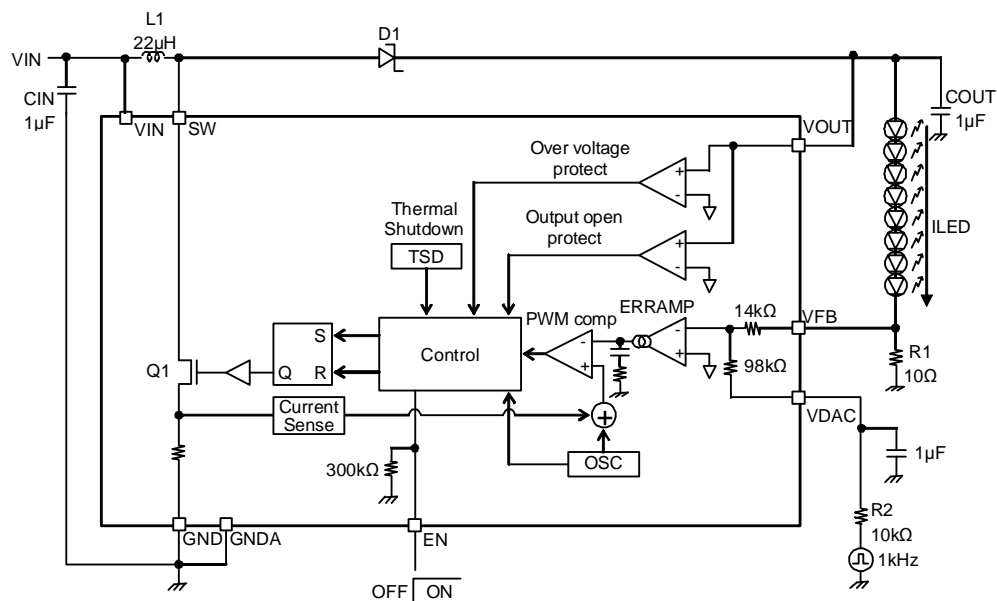 L1
22µH
D1
VIN
CIN
1µF
COUT
1µF
VIN
SW
VOUT
Over voltage
protect
+
-
Thermal
Shutdown
Output open
protect
TSD
+
-
ILED
PWM comp
ERRAMP
14kΩ
VFB
S
Control
-
-
Q1
Q
R
+
+
98kΩ
R1
10Ω
Current
Sense
+
VDAC
300kΩ
OSC
1µF
R2
10kΩ
GND
GNDA
EN
1kHz
OFF
ON